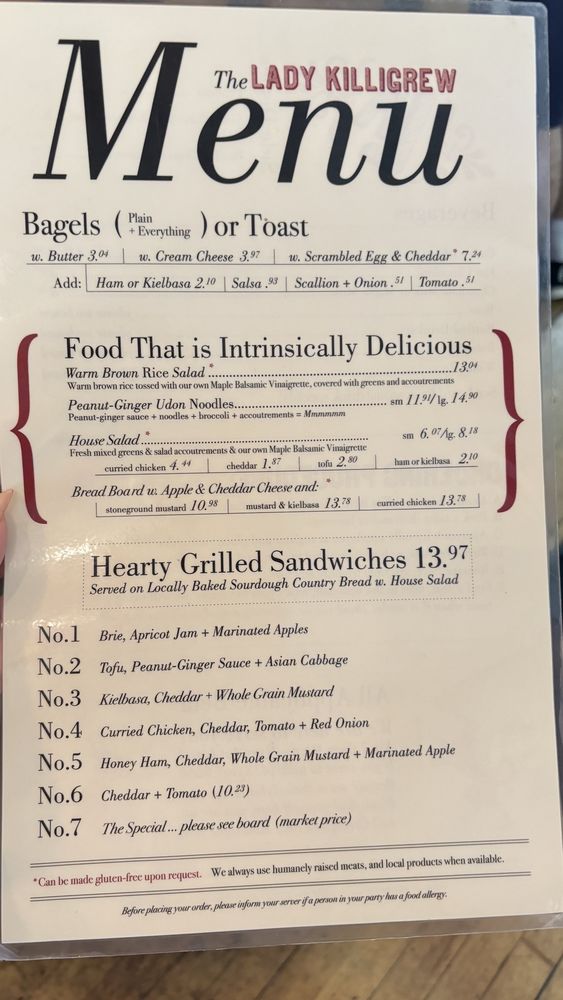 The LADY KILLIGREW
Menu
Bagels ( Plain + Everything ) or Toast
w. Butter 3.04 | w. Cream Cheese 3.97 | w. Scrambled Egg & Cheddar* 7.24
Add: Ham or Kielbasa 2.10 | Salsa .93 | Scallion + Onion .51 | Tomato .51
Food That is Intrinsically Delicious
Warm Brown Rice Salad * ........ 13.04
Warm brown rice tossed with our own Maple Balsamic Vinaigrette, covered with greens and accoutrements
Peanut-Ginger Udon Noodles........ sm 11.91/lg. 14.90
Peanut-ginger sauce + noodles + broccoli + accoutrements = Mmmmmm
House Salad * ........ sm 6.07/lg. 8.18
Fresh mixed greens & salad accoutrements & our own Maple Balsamic Vinaigrette
curried chicken 4.44 | cheddar 1.87 | tofu 2.80 | ham or kielbasa 2.10
Bread Board w. Apple & Cheddar Cheese and: *
stoneground mustard 10.98 | mustard & kielbasa 13.78 | curried chicken 13.78
Hearty Grilled Sandwiches 13.97
Served on Locally Baked Sourdough Country Bread w. House Salad
No.1 Brie, Apricot Jam + Marinated Apples
No.2 Tofu, Peanut-Ginger Sauce + Asian Cabbage
No.3 Kielbasa, Cheddar + Whole Grain Mustard
No.4 Curried Chicken, Cheddar, Tomato + Red Onion
No.5 Honey Ham, Cheddar, Whole Grain Mustard + Marinated Apple
No.6 Cheddar + Tomato (10.23)
No.7 The Special ... please see board (market price)
*Can be made gluten-free upon request. We always use humanely raised meats, and local products when available.
Before placing your order, please inform your server if a person in your party has a food allergy.